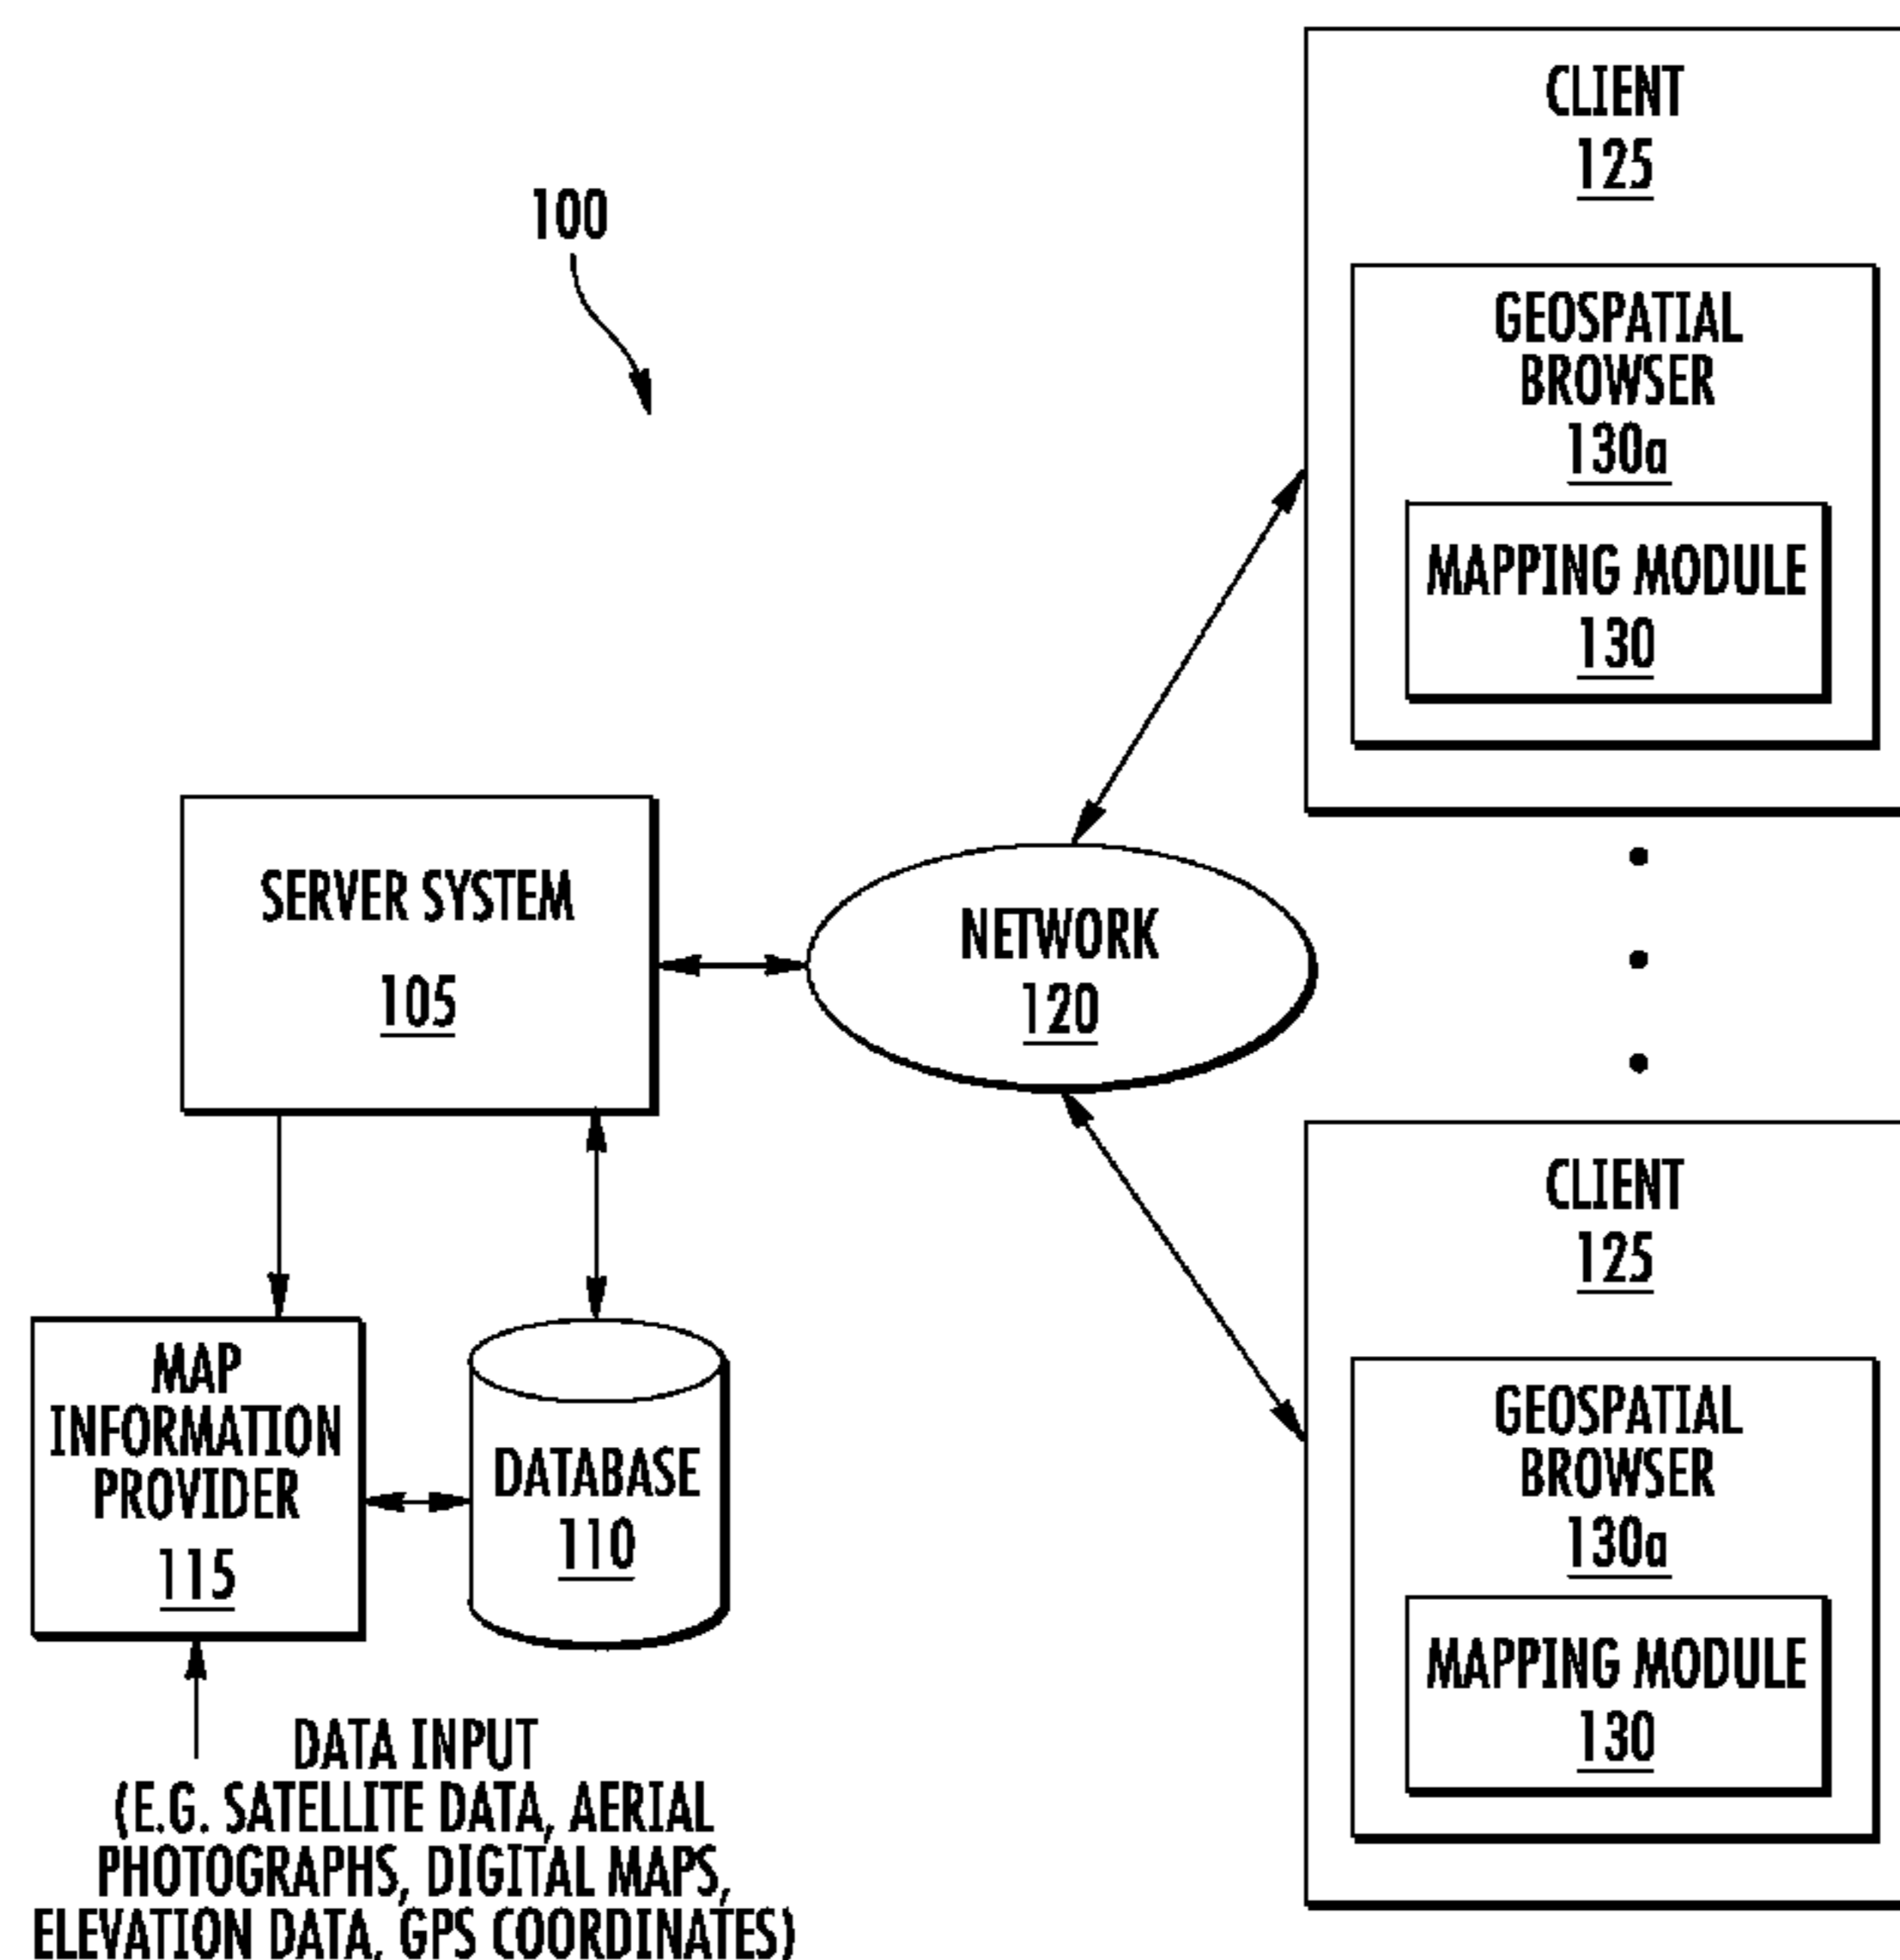 100
CLIENT
125
GEOSPATIAL
BROWSER
130a
MAPPING MODULE
130
SERVER SYSTEM
105
NETWORK
120
CLIENT
125
GEOSPATIAL
BROWSER
130a
MAPPING MODULE
130
MAP
INFORMATION
PROVIDER
115
DATABASE
110
DATA INPUT
(E.G. SATELLITE DATA, AERIAL
PHOTOGRAPHS, DIGITAL MAPS,
ELEVATION DATA, GPS COORDINATES)